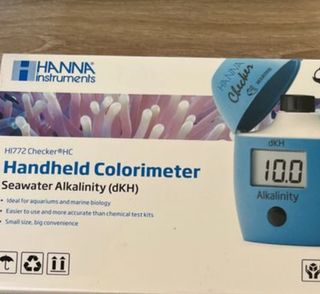 HANNA
instruments
HANNA
Checker
HI772 Checker®HC
Handheld Colorimeter
Seawater Alkalinity (dKH)
• Ideal for aquariums and marine biology
• Easier to use and more accurate than chemical test kits
• Small size, big convenience
dKH
10.0
Alkalinity